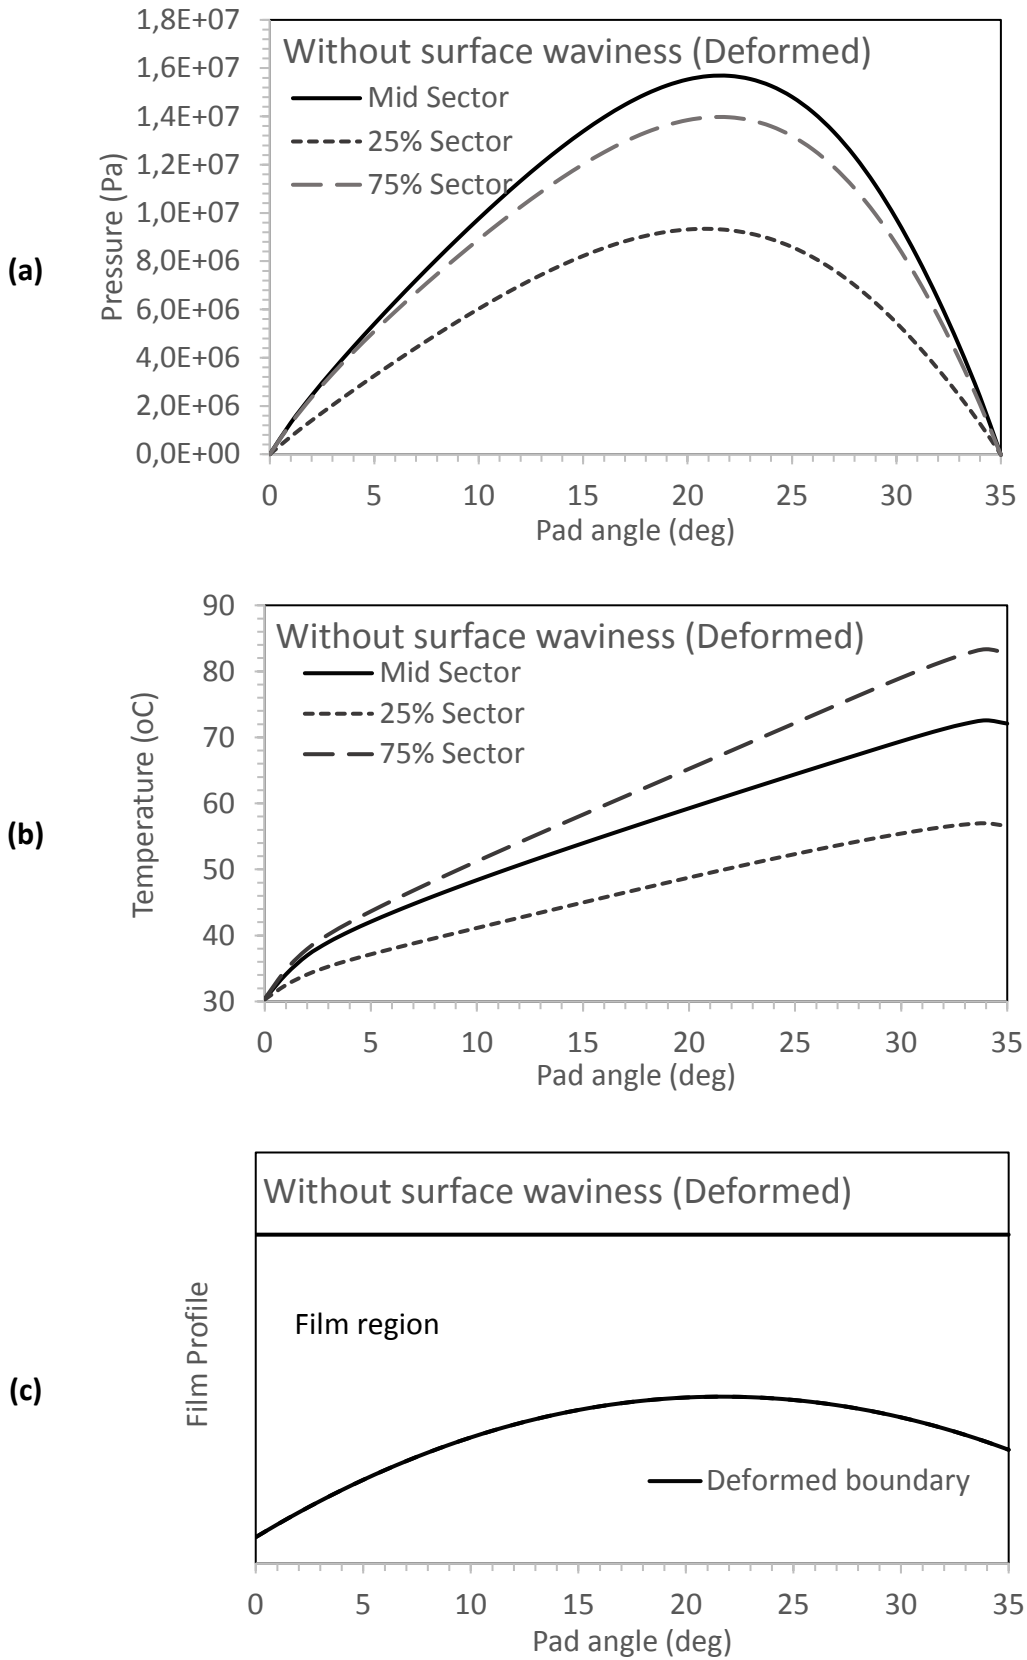 1,8E+07
Without surface waviness (Deformed)
1,6E+07
Mid Sector
1,4E+07
25% Sector
1,2E+07
75% Sector
1,0E+07
8,0E+06
6,0E+06
4,0E+06
2,0E+06
0,0E+00
Pressure (Pa)
(a)
0 5 10 15 20 25 30 35
Pad angle (deg)
90
Without surface waviness (Deformed)
80
Mid Sector
25% Sector
70
75% Sector
60
50
40
30
Temperature (oC)
(b)
0 5 10 15 20 25 30 35
Pad angle (deg)
Without surface waviness (Deformed)
Film region
Film Profile
(c)
Deformed boundary
0 5 10 15 20 25 30 35
Pad angle (deg)